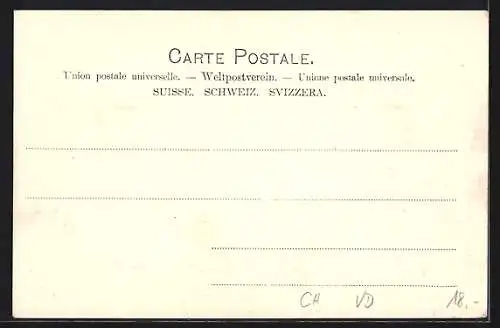 CARTE POSTALE.
Union postale universelle. — Weltpostverein. — Unione postale universale.
SUISSE. SCHWEIZ. SVIZZERA.
CH VD 18.-